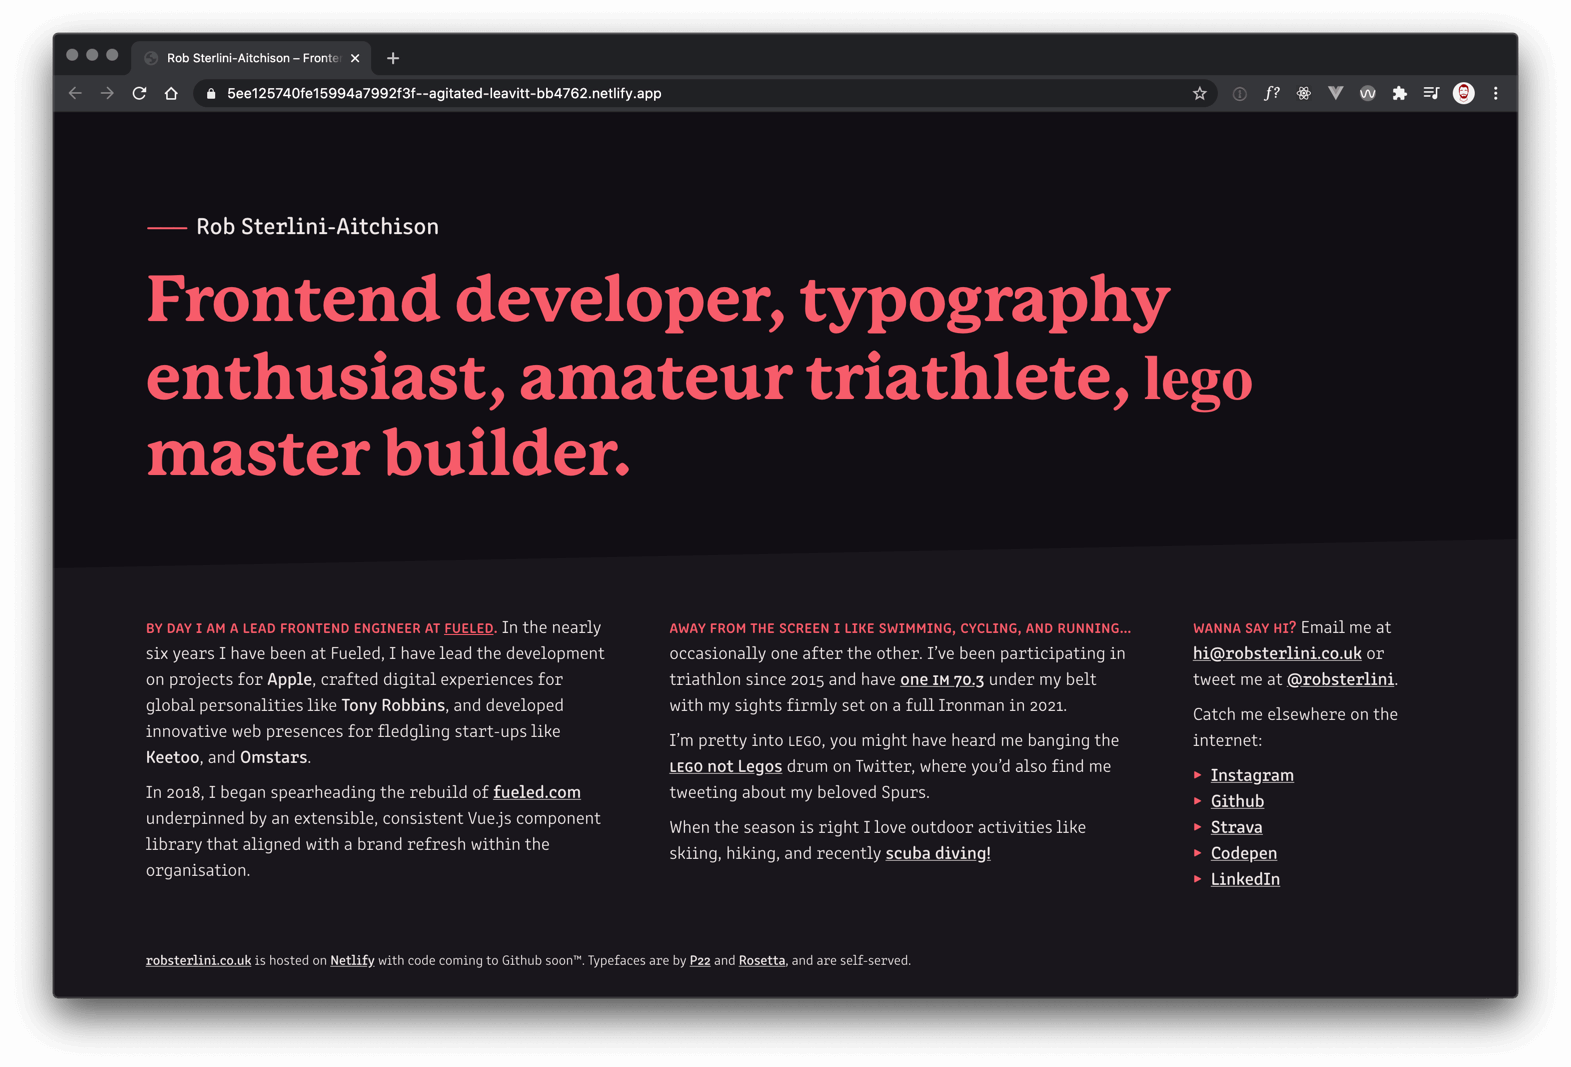 Rob Sterlini-Aitchison – Fronte
5ee125740fe15994a7992f3f--agitated-leavitt-bb4762.netlify.app
f?
Rob Sterlini-Aitchison
Frontend developer, typography
enthusiast, amateur triathlete, lego
master builder.
BY DAY I AM A LEAD FRONTEND ENGINEER AT FUELED. In the nearly
six years I have been at Fueled, I have lead the development
on projects for Apple, crafted digital experiences for
global personalities like Tony Robbins, and developed
innovative web presences for fledgling start-ups like
Keetoo, and Omstars.
In 2018, I began spearheading the rebuild of fueled.com
underpinned by an extensible, consistent Vue.js component
library that aligned with a brand refresh within the
organisation.
AWAY FROM THE SCREEN I LIKE SWIMMING, CYCLING, AND RUNNING…
occasionally one after the other. I’ve been participating in
triathlon since 2015 and have one IM 70.3 under my belt
with my sights firmly set on a full Ironman in 2021.
I’m pretty into LEGO, you might have heard me banging the
LEGO not Legos drum on Twitter, where you’d also find me
tweeting about my beloved Spurs.
When the season is right I love outdoor activities like
skiing, hiking, and recently scuba diving!
WANNA SAY HI? Email me at
hi@robsterlini.co.uk or
tweet me at @robsterlini.
Catch me elsewhere on the
internet:
Instagram
Github
Strava
Codepen
LinkedIn
robsterlini.co.uk is hosted on Netlify with code coming to Github soon™. Typefaces are by P22 and Rosetta, and are self-served.